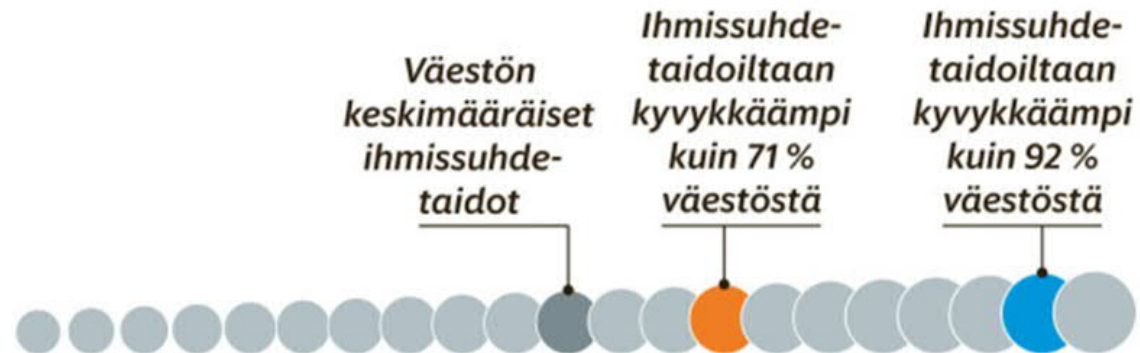 Väestön
keskimääräiset
ihmissuhde-
taidot
Ihmissuhde-
taidoiltaan
kyvykkäämpi
kuin 71 %
väestöstä
Ihmissuhde-
taidoiltaan
kyvykkäämpi
kuin 92 %
väestöstä